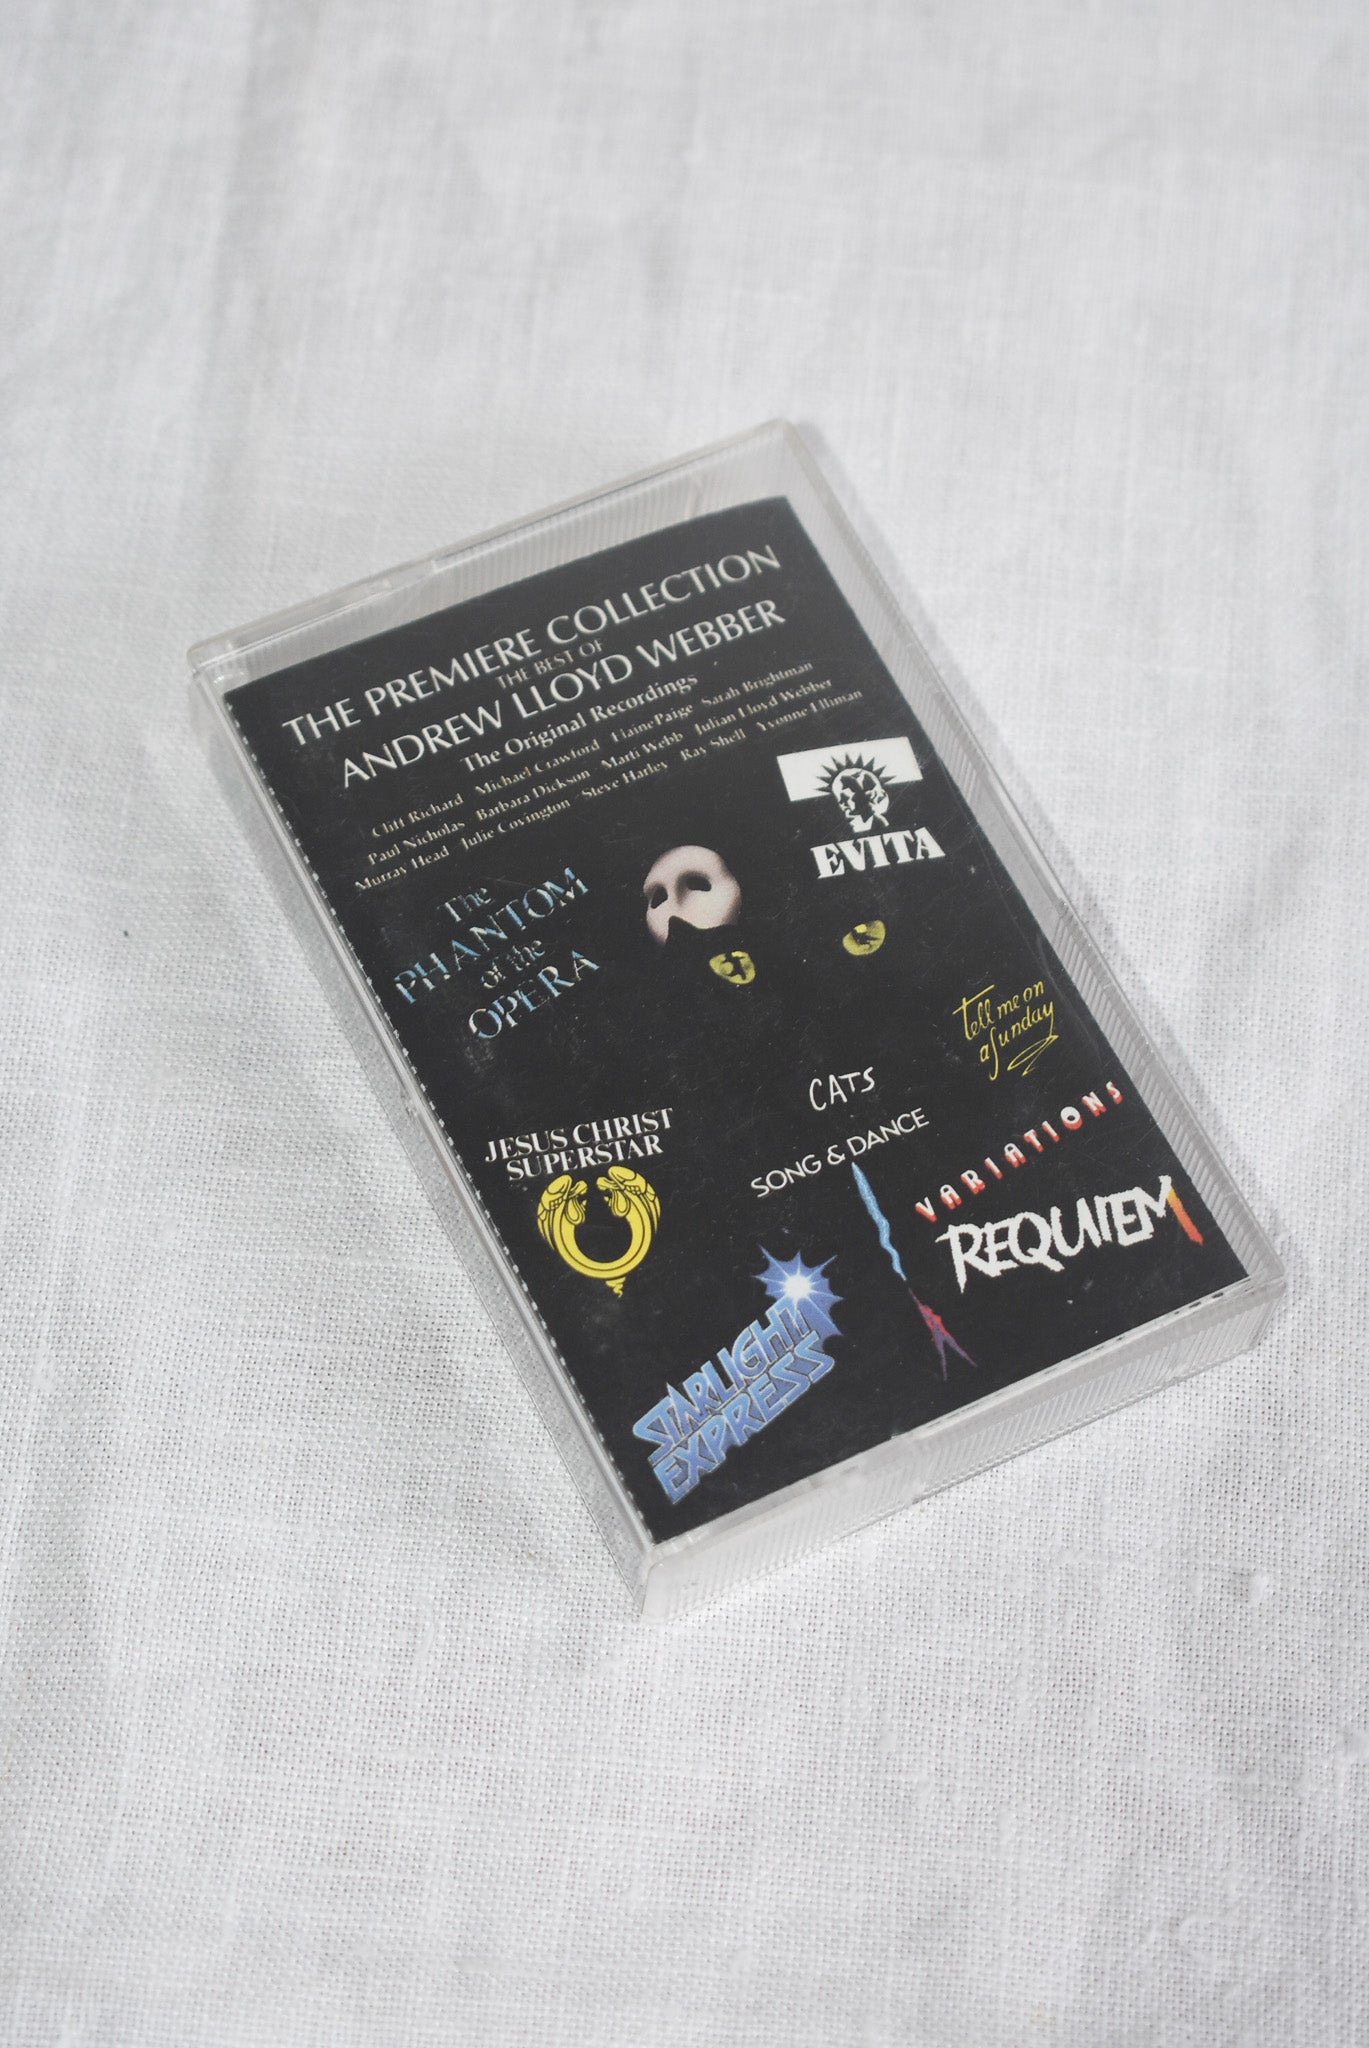 THE PREMIERE COLLECTION
THE BEST OF
ANDREW LLOYD WEBBER
The Original Recordings
Cliff Richard Michael Crawford Elaine Paige Sarah Brightman
Paul Nicholas Barbara Dickson Marti Webb Julian Lloyd Webber
Murray Head Julie Covington Steve Harley Ray Shell Yvonne Elliman
EVITA
The
PHANTOM
of the
OPERA
Tell me on
a Sunday
CATS
JESUS CHRIST
SUPERSTAR
SONG & DANCE
VARIATIONS
REQUIEM
STARLIGHT
EXPRESS